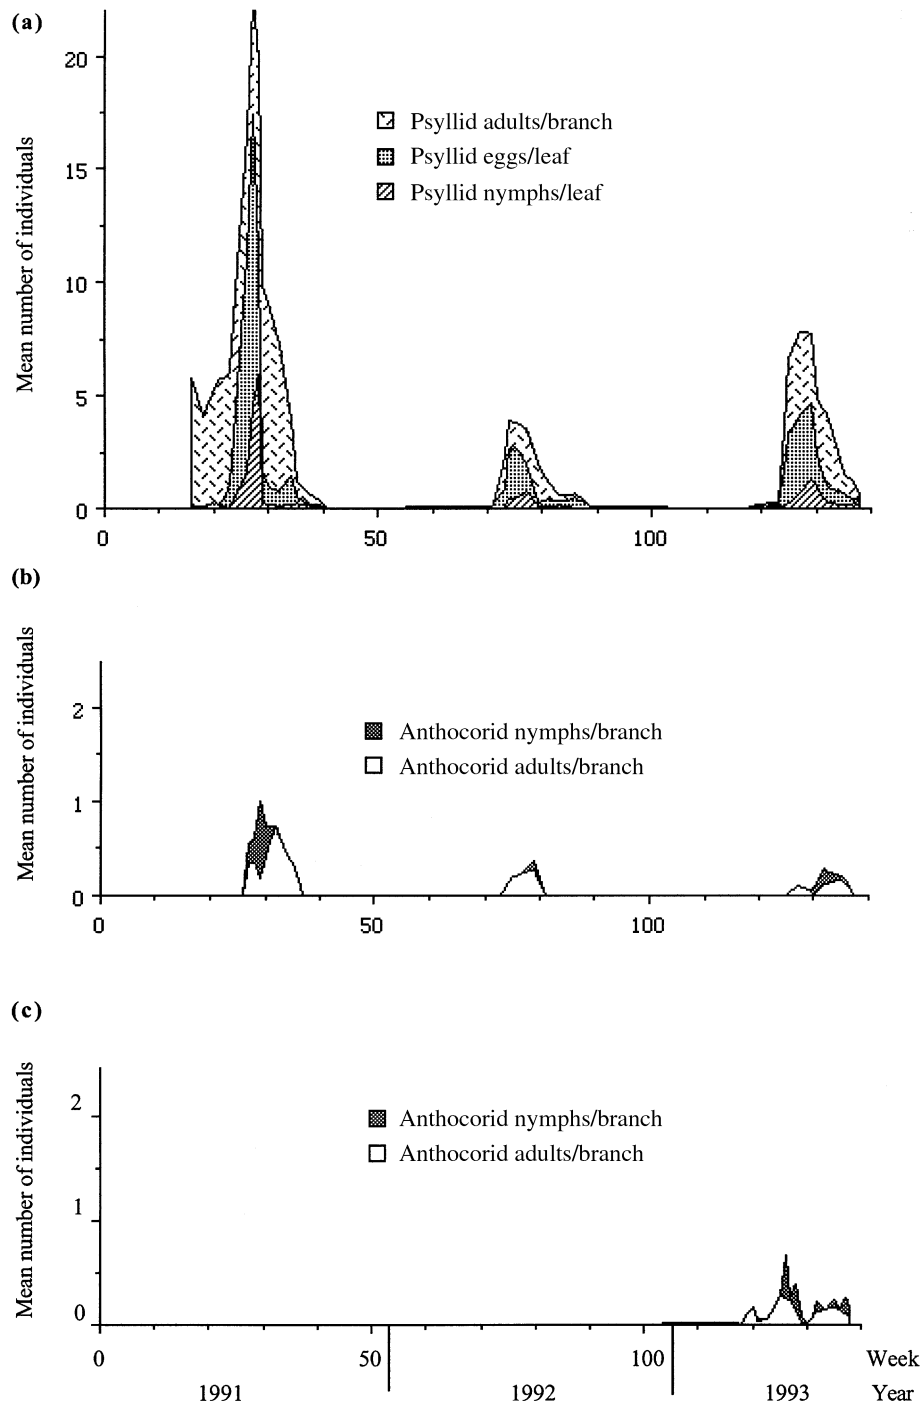 (a)
20
15
10
5
0
Mean number of individuals
Psyllid adults/branch
Psyllid eggs/leaf
Psyllid nymphs/leaf
0 50 100
(b)
2
1
0
Mean number of individuals
Anthocorid nymphs/branch
Anthocorid adults/branch
0 50 100
(c)
2
1
0
Mean number of individuals
Anthocorid nymphs/branch
Anthocorid adults/branch
0 50 100 Week
1991 1992 1993 Year